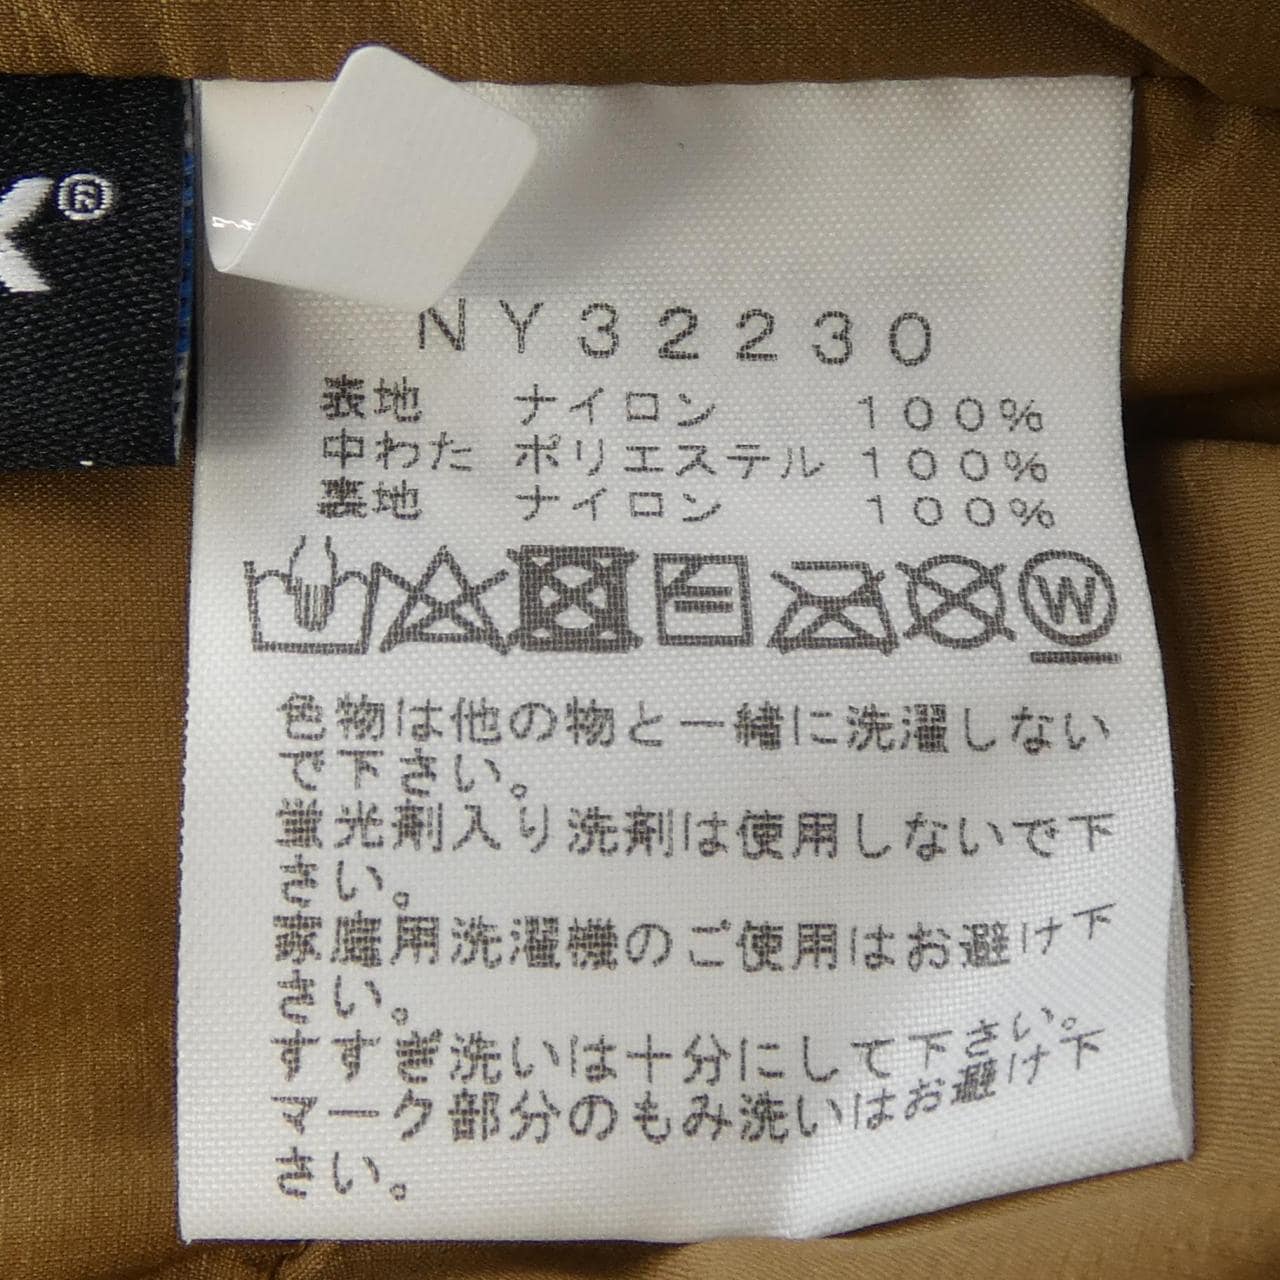 ®
NY32230
表地 ナイロン 100%
中わた ポリエステル 100%
裏地 ナイロン 100%
W
色物は他の物と一緒に洗濯しない
で下さい。
蛍光剤入り洗剤は使用しないで下
さい。
家庭用洗濯機のご使用はお避け下
さい。
すすぎ洗いは十分にして下さい。
マーク部分のもみ洗いはお避け下
さい。